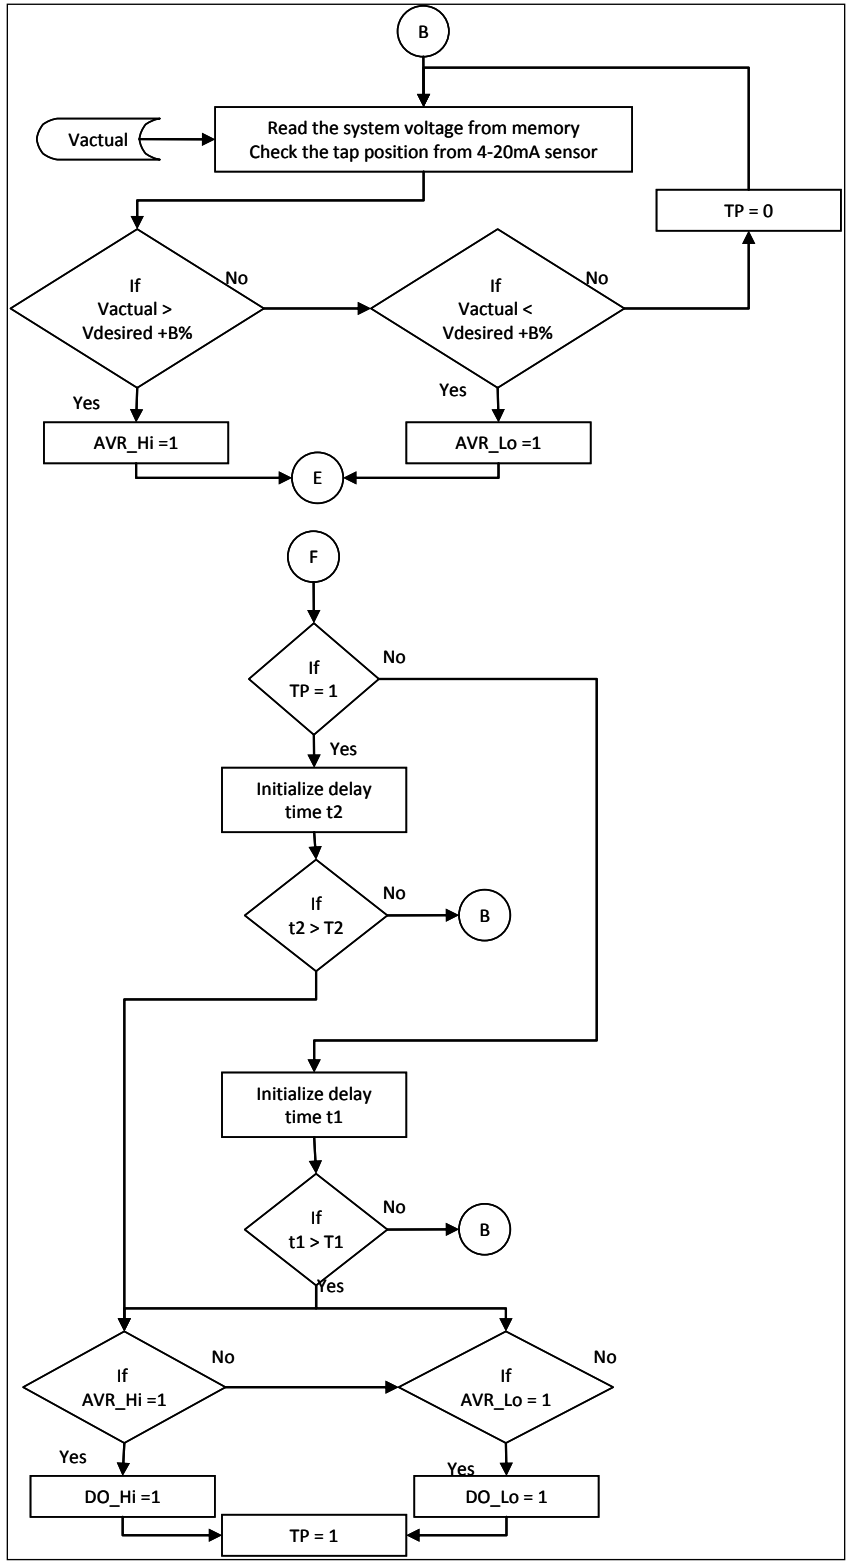 B
Vactual
Read the system voltage from memory
Check the tap position from 4-20mA sensor
TP = 0
If
Vactual >
Vdesired +B%
No
If
Vactual <
Vdesired +B%
No
Yes
Yes
AVR_Hi =1
AVR_Lo =1
E
F
If
TP = 1
No
Yes
Initialize delay
time t2
If
t2 > T2
No
B
Initialize delay
time t1
If
t1 > T1
No
B
Yes
If
AVR_Hi =1
No
If
AVR_Lo = 1
No
Yes
Yes
DO_Hi =1
DO_Lo = 1
TP = 1